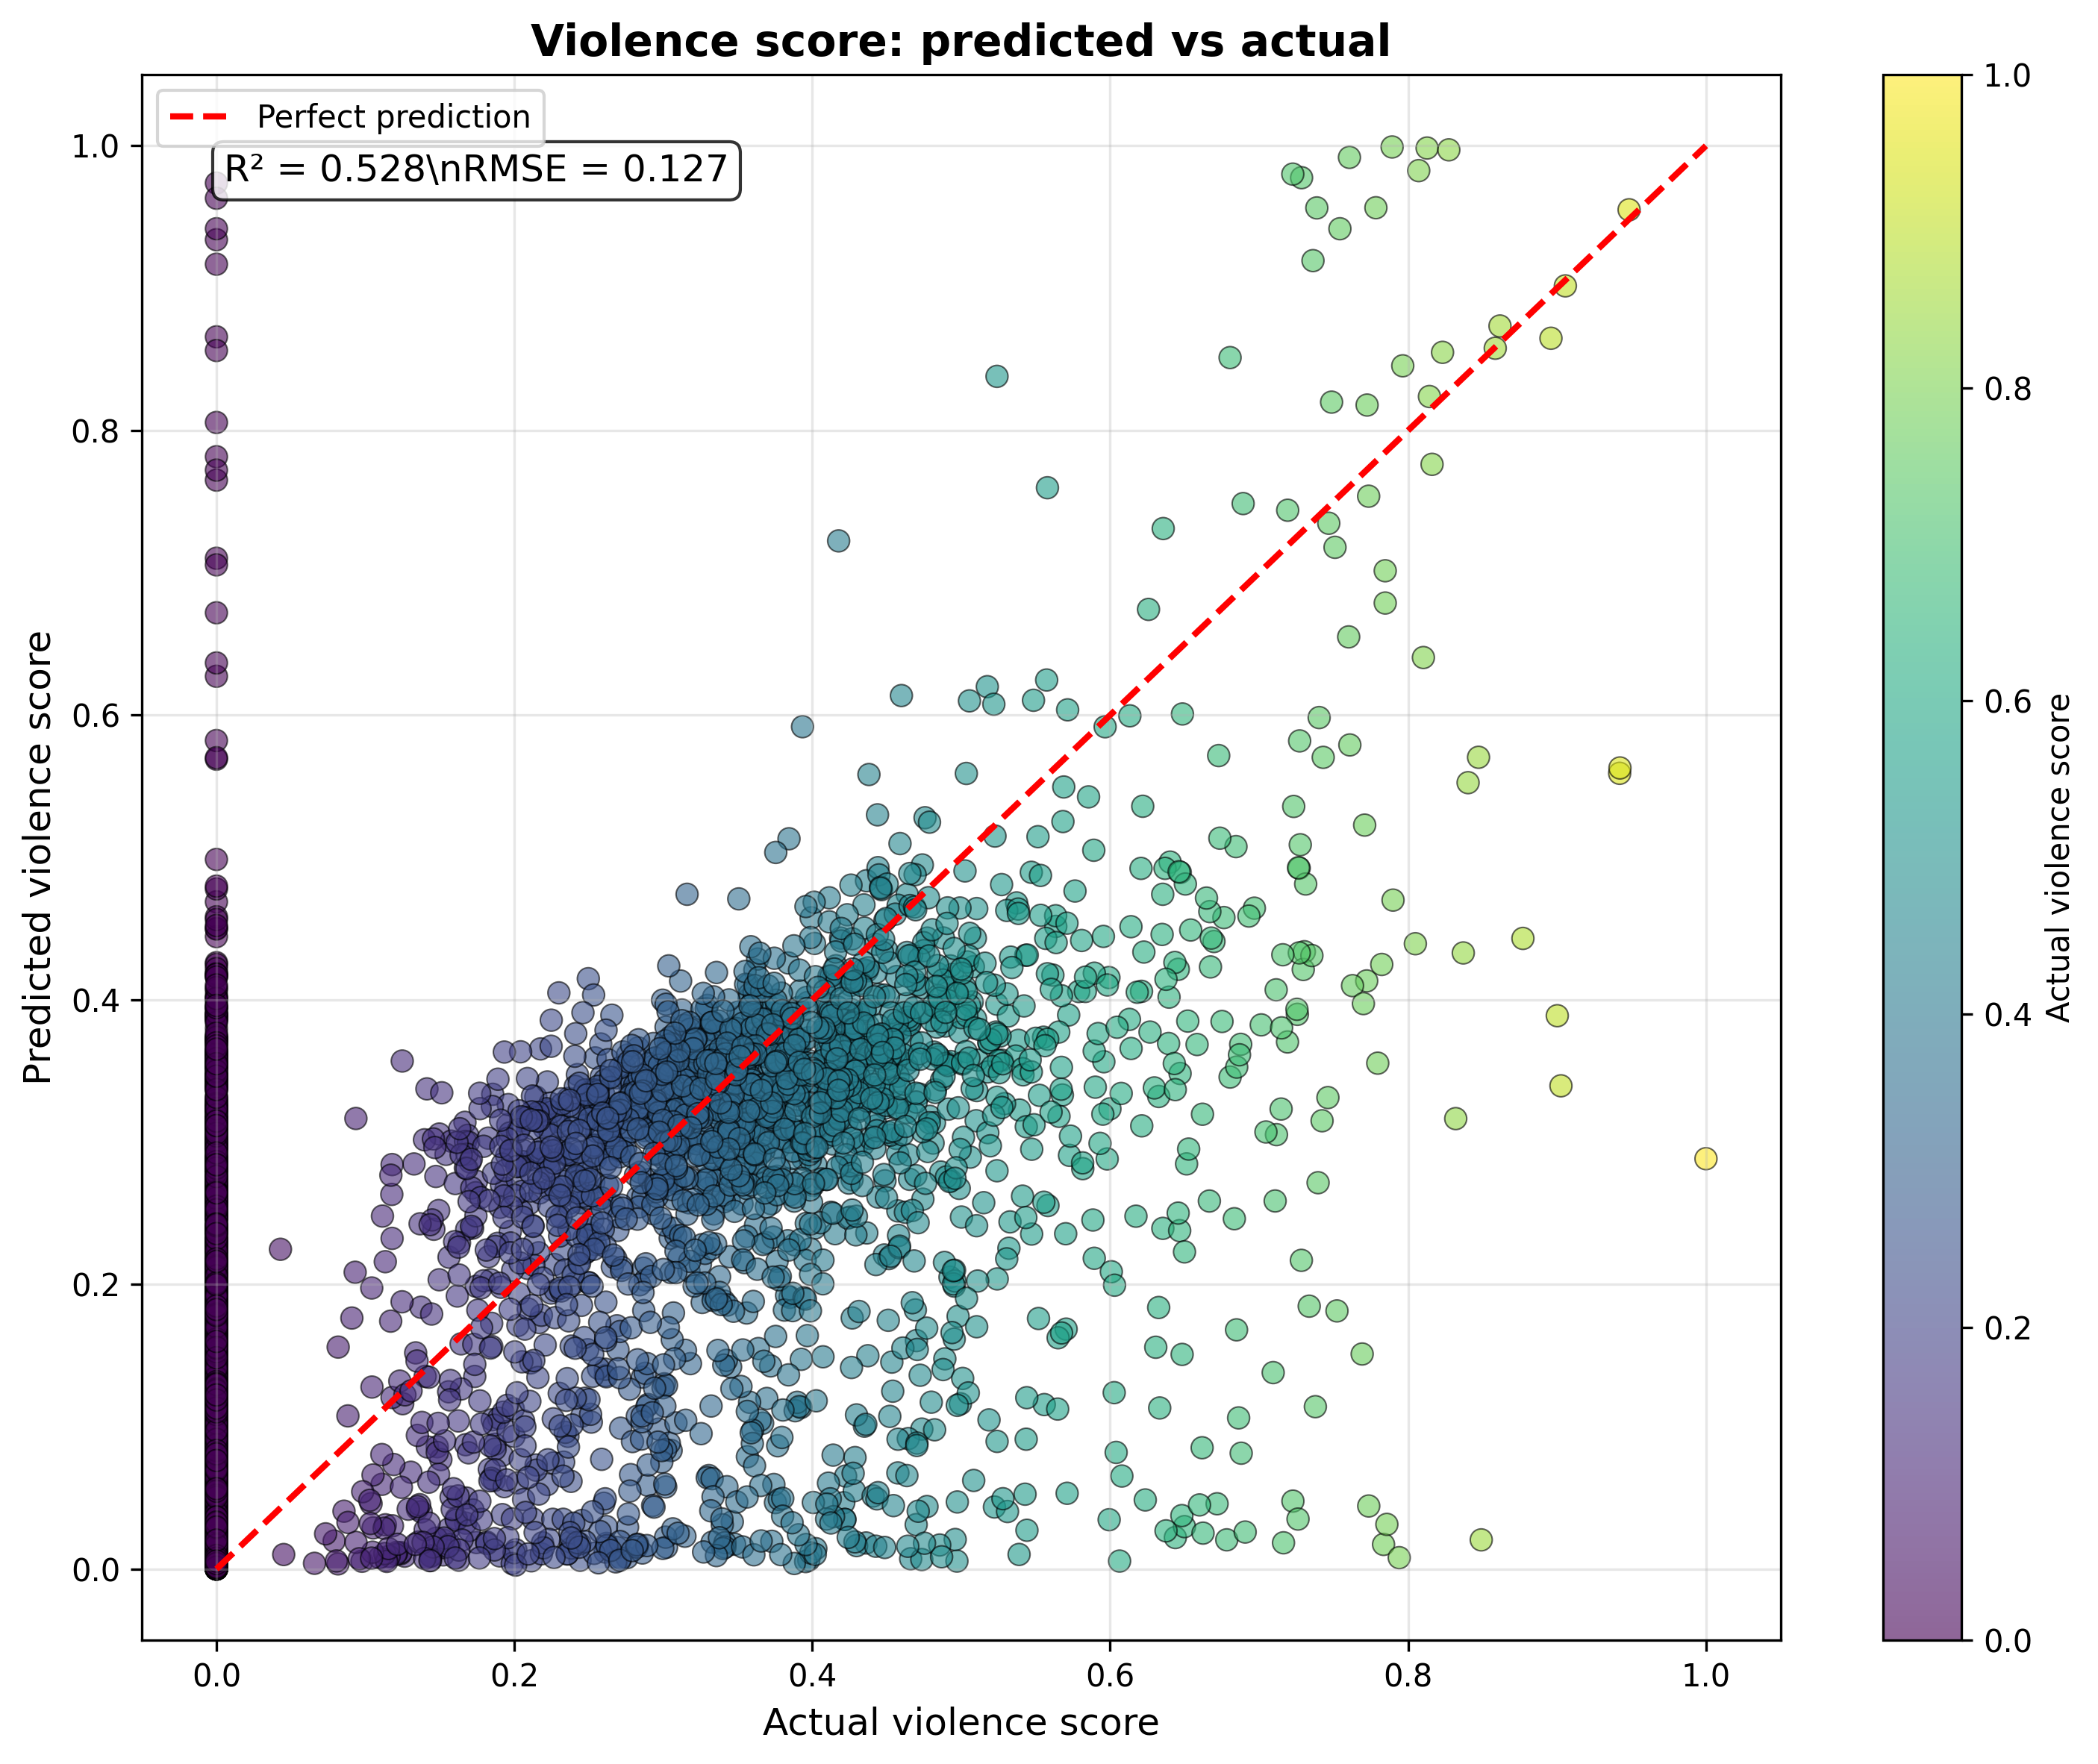 Violence score: predicted vs actual
Perfect prediction
R² = 0.528\nRMSE = 0.127
Predicted violence score
1.0
0.8
0.6
0.4
0.2
0.0
0.0 0.2 0.4 0.6 0.8 1.0
Actual violence score
1.0
0.8
0.6
0.4
0.2
0.0
Actual violence score